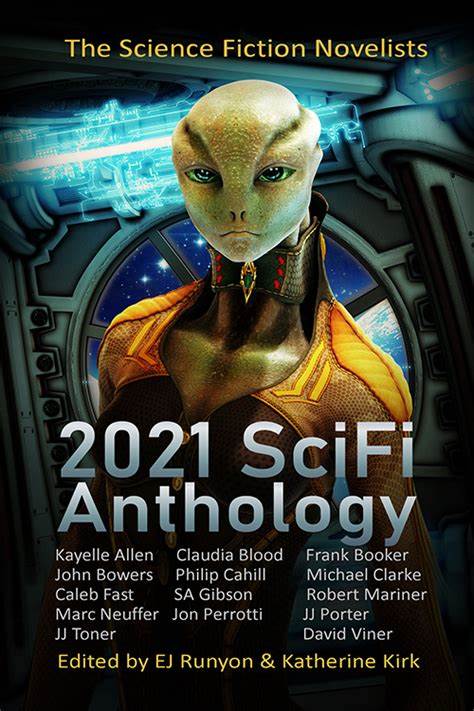 The Science Fiction Novelists
2021 SciFi
Anthology
Kayelle Allen Claudia Blood Frank Booker
John Bowers Philip Cahill Michael Clarke
Caleb Fast SA Gibson Robert Mariner
Marc Neuffer Jon Perrotti JJ Porter
JJ Toner David Viner
Edited by EJ Runyon & Katherine Kirk